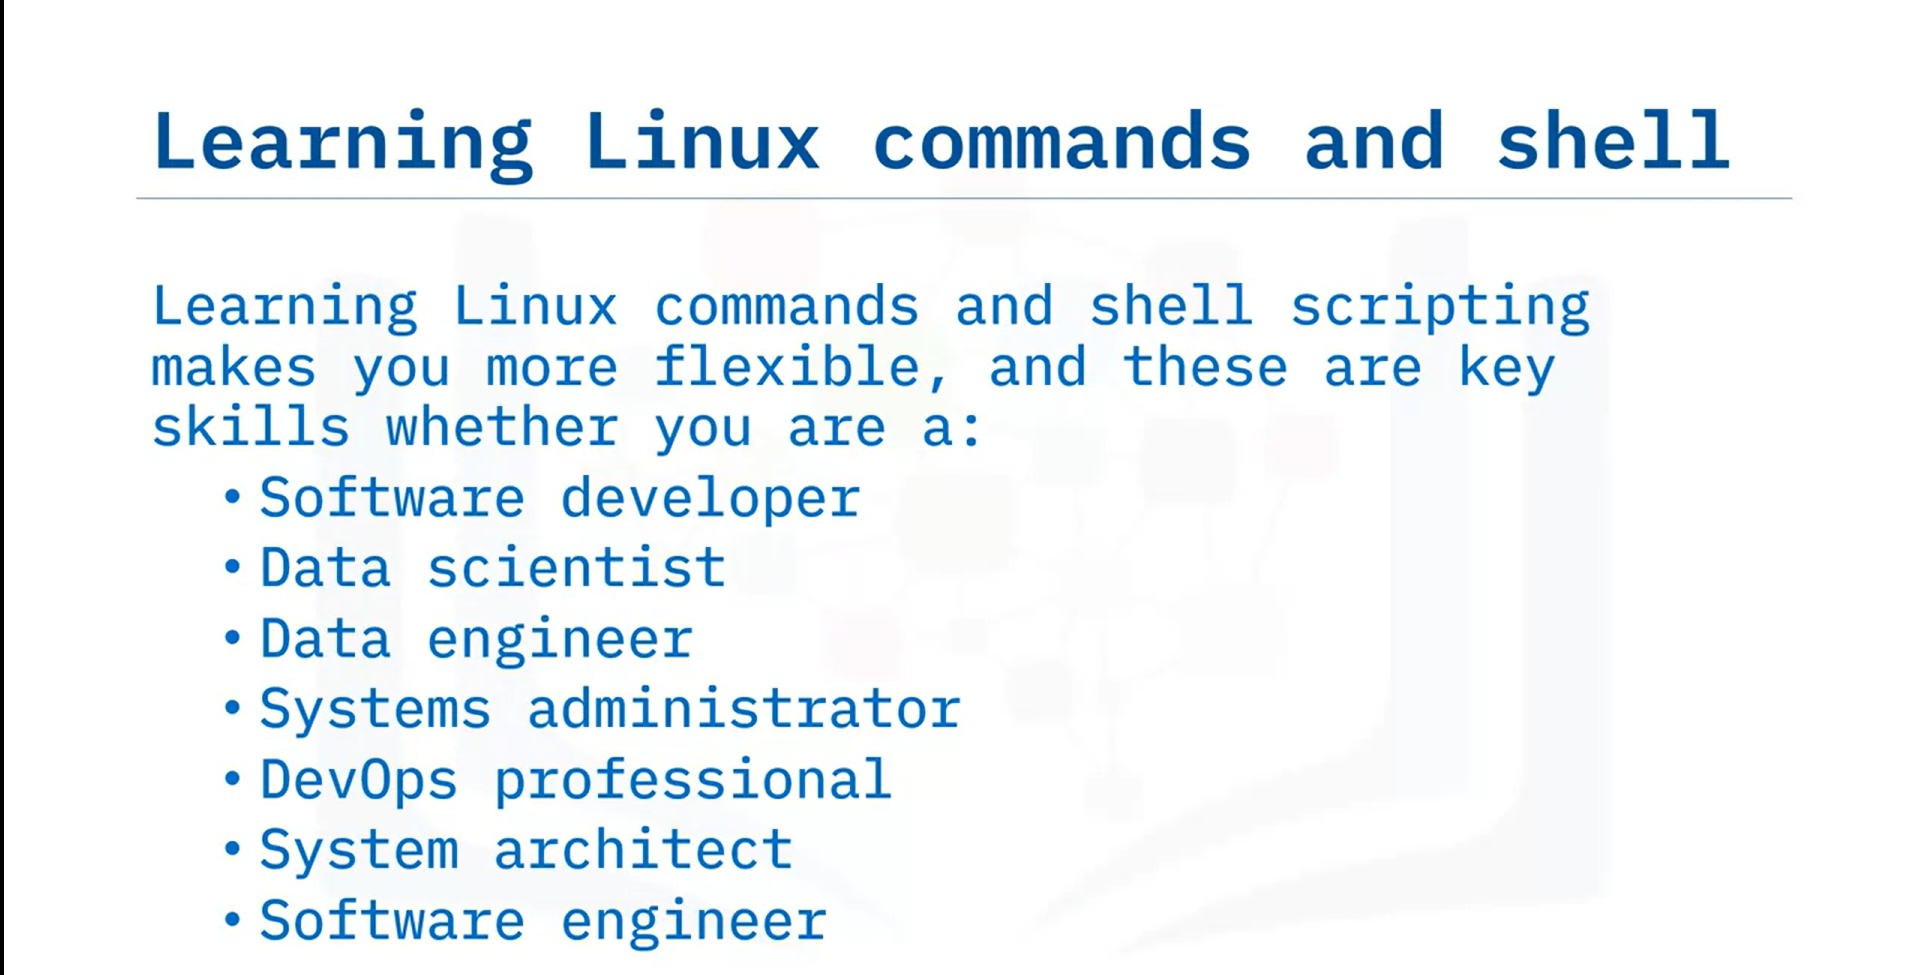 Learning Linux commands and shell
Learning Linux commands and shell scripting
makes you more flexible, and these are key
skills whether you are a:
• Software developer
• Data scientist
• Data engineer
• Systems administrator
• DevOps professional
• System architect
• Software engineer